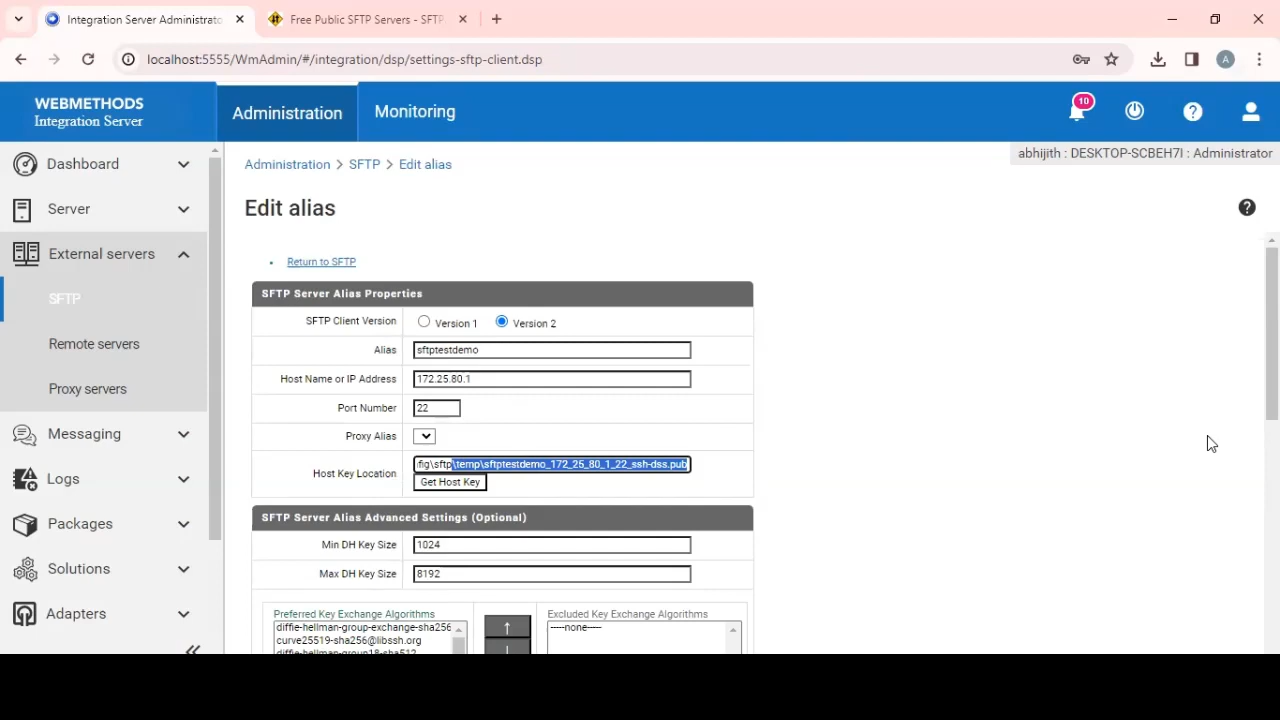 Integration Server Administrato
Free Public SFTP Servers - SFTP
localhost:5555/WmAdmin/#/integration/dsp/settings-sftp-client.dsp
A
WEBMETHODS
Integration Server
Administration
Monitoring
10
abhijith : DESKTOP-SCBEH7I : Administrator
Dashboard
Server
External servers
SFTP
Remote servers
Proxy servers
Messaging
Logs
Packages
Solutions
Adapters
Administration > SFTP > Edit alias
Edit alias
Return to SFTP
SFTP Server Alias Properties
SFTP Client Version Version 1 Version 2
Alias sftptestdemo
Host Name or IP Address 172.25.80.1
Port Number 22
Proxy Alias
Host Key Location ifig\sftp\temp\sftptestdemo_172_25_80_1_22_ssh-dss.pub
Get Host Key
SFTP Server Alias Advanced Settings (Optional)
Min DH Key Size 1024
Max DH Key Size 8192
Preferred Key Exchange Algorithms
diffie-hellman-group-exchange-sha256
curve25519-sha256@libssh.org
diffie-hellman-group18-sha512
Excluded Key Exchange Algorithms
-----none-----